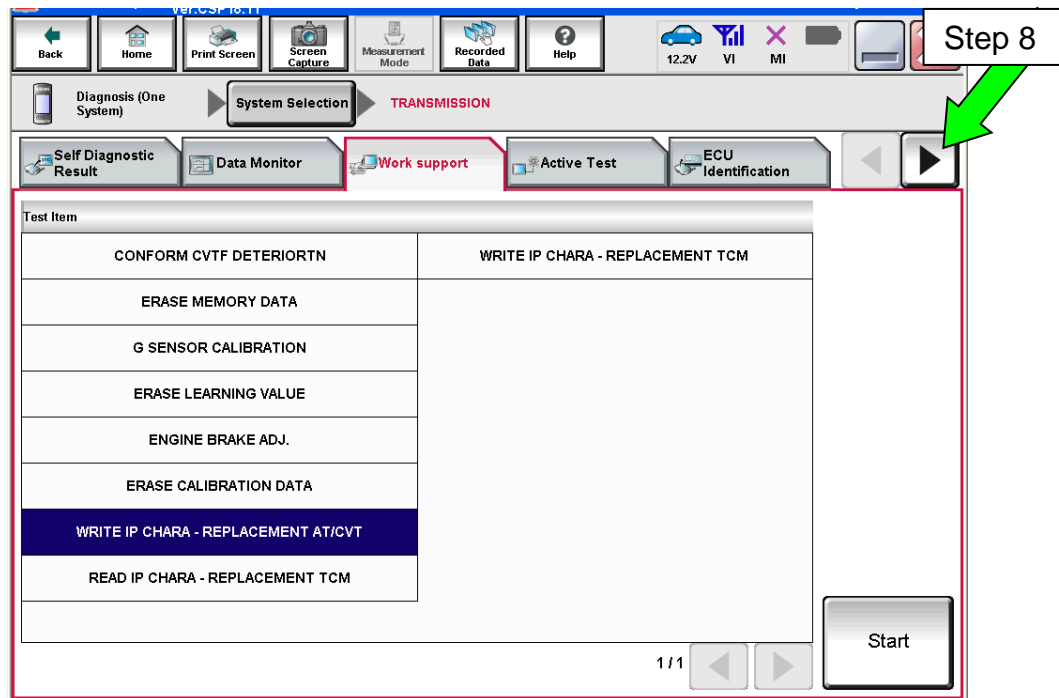 Ver.CSP18.11
Step 8
Back
Home
Print Screen
Screen
Capture
Measurement
Mode
Recorded
Data
Help
12.2V
VI
MI
Diagnosis (One
System)
System Selection
TRANSMISSION
Self Diagnostic
Result
Data Monitor
Work support
Active Test
ECU
Identification
Test Item
CONFORM CVTF DETERIORTN
WRITE IP CHARA - REPLACEMENT TCM
ERASE MEMORY DATA
G SENSOR CALIBRATION
ERASE LEARNING VALUE
ENGINE BRAKE ADJ.
ERASE CALIBRATION DATA
WRITE IP CHARA - REPLACEMENT AT/CVT
READ IP CHARA - REPLACEMENT TCM
Start
1/1